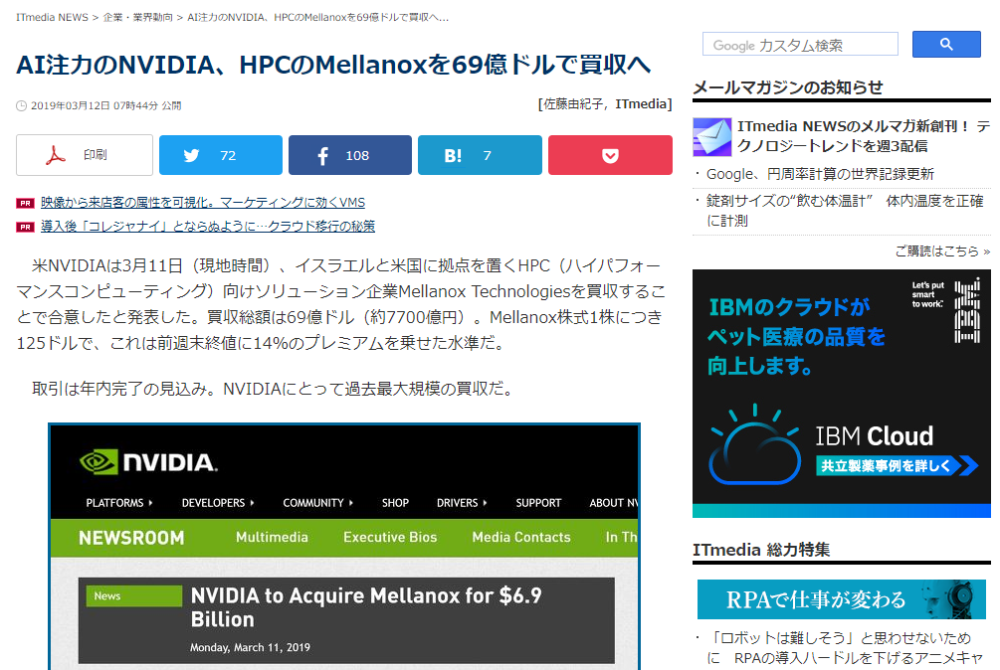 ITmedia NEWS > 企業・業界動向 > AI注力のNVIDIA、HPCのMellanoxを69億ドルで買収へ...
AI注力のNVIDIA、HPCのMellanoxを69億ドルで買収へ
2019年03月12日 07時44分 公開
[佐藤由紀子，ITmedia]
印刷
72
108
B! 7
PR 映像から来店客の属性を可視化。マーケティングに効くVMS
PR 導入後「コレジャナイ」とならぬように…クラウド移行の秘策
米NVIDIAは3月11日（現地時間）、イスラエルと米国に拠点を置くHPC（ハイパフォー
マンスコンピューティング）向けソリューション企業Mellanox Technologiesを買収するこ
とで合意したと発表した。買収総額は69億ドル（約7700億円）。Mellanox株式1株につき
125ドルで、これは前週末終値に14%のプレミアムを乗せた水準だ。
取引は年内完了の見込み。NVIDIAにとって過去最大規模の買収だ。
NVIDIA.
PLATFORMS DEVELOPERS COMMUNITY SHOP DRIVERS SUPPORT ABOUT NV
NEWSROOM Multimedia Executive Bios Media Contacts In Th
News
NVIDIA to Acquire Mellanox for $6.9
Billion
Monday, March 11, 2019
Google カスタム検索
メールマガジンのお知らせ
ITmedia NEWSのメルマガ新創刊！ テ
クノロジートレンドを週3配信
・Google、円周率計算の世界記録更新
・錠剤サイズの“飲む体温計” 体内温度を正確
に計測
ご購読はこちら »
Let's put
smart
to work.
IBM
IBMのクラウドが
ペット医療の品質を
向上します。
IBM Cloud
共立製薬事例を詳しく
ITmedia 総力特集
RPAで仕事が変わる
・「ロボットは難しそう」と思わせないため
に RPAの導入ハードルを下げるアニメキャ